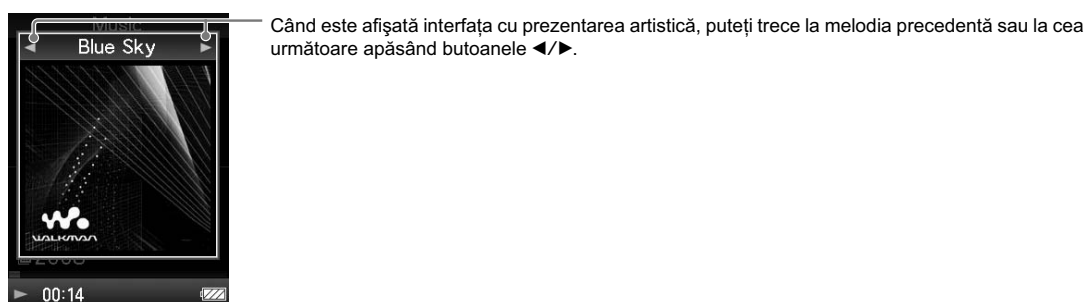 Music
Blue Sky
WALKMAN
2008
00:14
Când este afişată interfaţa cu prezentarea artistică, puteţi trece la melodia precedentă sau la cea
următoare apăsând butoanele ◄/►.